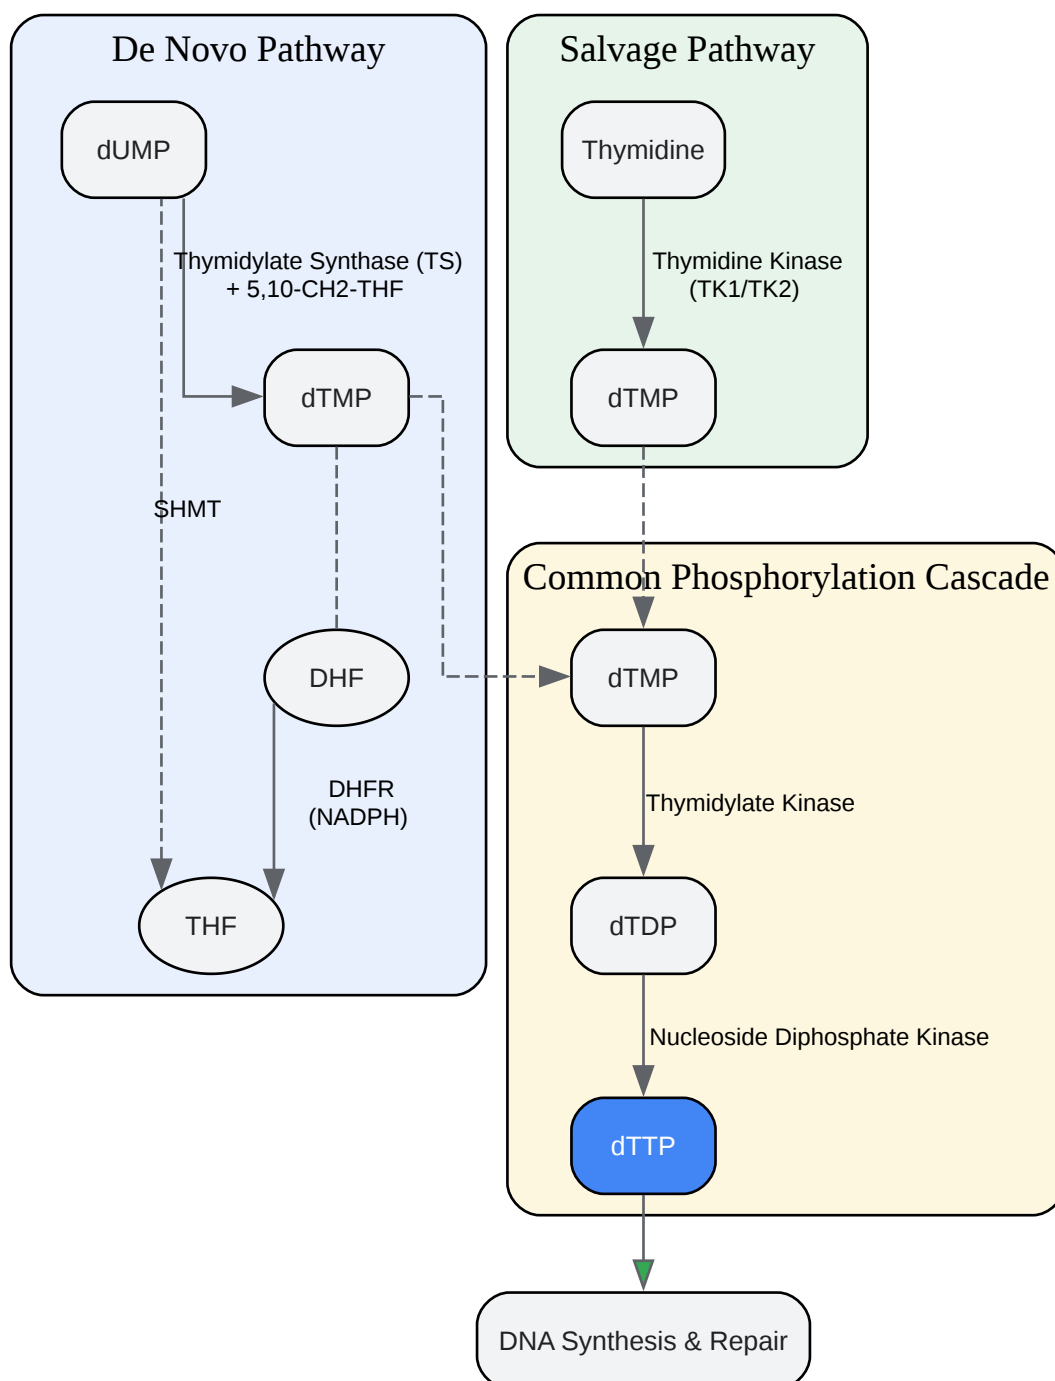 De Novo Pathway
dUMP
Thymidylate Synthase (TS)
+ 5,10-CH2-THF
dTMP
SHMT
DHF
DHFR
(NADPH)
THF
Salvage Pathway
Thymidine
Thymidine Kinase
(TK1/TK2)
dTMP
Common Phosphorylation Cascade
dTMP
Thymidylate Kinase
dTDP
Nucleoside Diphosphate Kinase
dTTP
DNA Synthesis & Repair